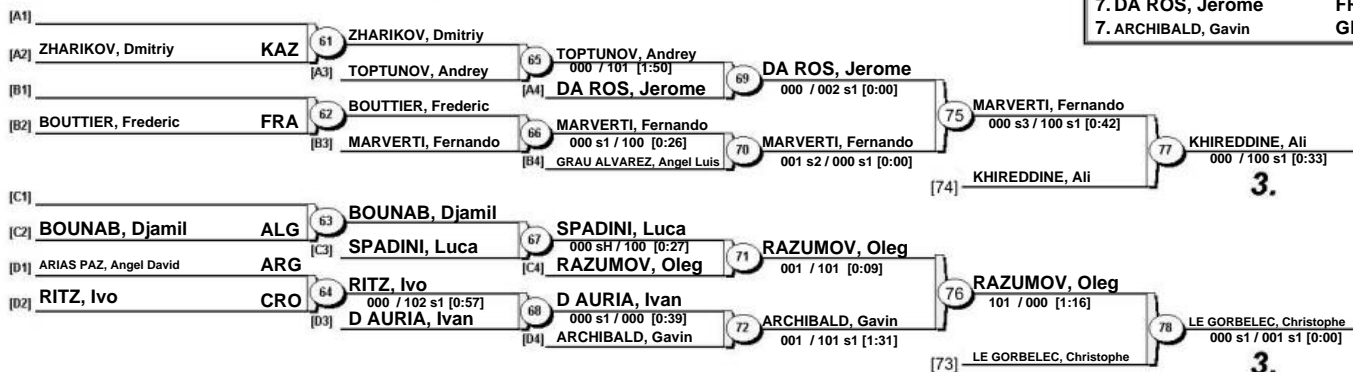 7. DA ROS, Jerome
7. ARCHIBALD, Gavin
[A1]
[A2] ZHARIKOV, Dmitriy KAZ
61 ZHARIKOV, Dmitriy
[A3] TOPTUNOV, Andrey
65 TOPTUNOV, Andrey
000 / 101 [1:50]
[A4] DA ROS, Jerome
69 DA ROS, Jerome
000 / 002 s1 [0:00]
[B1]
[B2] BOUTTIER, Frederic FRA
62 BOUTTIER, Frederic
[B3] MARVERTI, Fernando
66 MARVERTI, Fernando
000 s1 / 100 [0:26]
[B4] GRAU ALVAREZ, Angel Luis
70 MARVERTI, Fernando
001 s2 / 000 s1 [0:00]
75 MARVERTI, Fernando
000 s3 / 100 s1 [0:42]
[74] KHIREDDINE, Ali
77 KHIREDDINE, Ali
000 / 100 s1 [0:33]
3.
[C1]
[C2] BOUNAB, Djamil ALG
63 BOUNAB, Djamil
[C3] SPADINI, Luca
67 SPADINI, Luca
000 sH / 100 [0:27]
[C4] RAZUMOV, Oleg
71 RAZUMOV, Oleg
001 / 101 [0:09]
[D1] ARIAS PAZ, Angel David ARG
[D2] RITZ, Ivo CRO
64 RITZ, Ivo
000 / 102 s1 [0:57]
[D3] D AURIA, Ivan
68 D AURIA, Ivan
000 s1 / 000 [0:39]
[D4] ARCHIBALD, Gavin
72 ARCHIBALD, Gavin
001 / 101 s1 [1:31]
76 RAZUMOV, Oleg
101 / 000 [1:16]
[73] LE GORBELEC, Christophe
78 LE GORBELEC, Christophe
000 s1 / 001 s1 [0:00]
3.